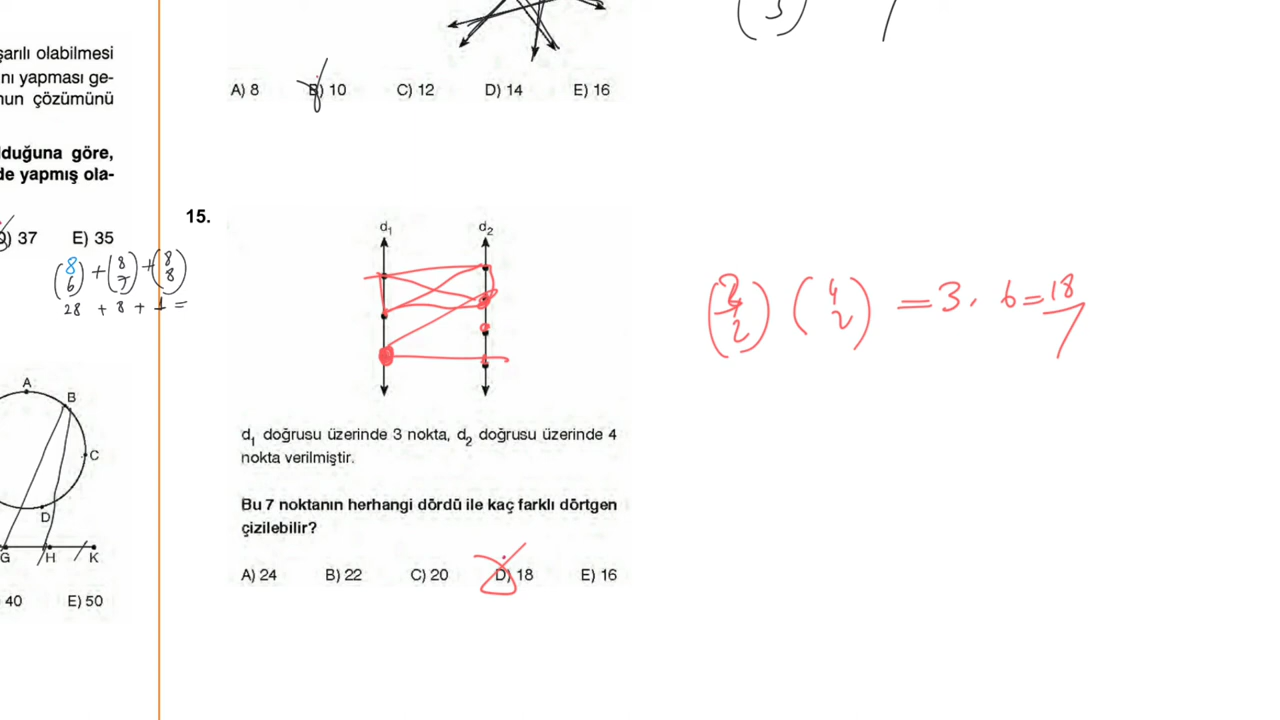 şarılı olabilmesi
nı yapması ge-
nun çözümünü
lduğuna göre,
de yapmış ola-
D) 37 E) 35
(8 6) + (8 7) + (8 8)
28 + 8 + 1 =
A
B
C
D
G H K
40 E) 50
A) 8 B) 10 C) 12 D) 14 E) 16
15.
d₁ d₂
d₁ doğrusu üzerinde 3 nokta, d₂ doğrusu üzerinde 4
nokta verilmiştir.
Bu 7 noktanın herhangi dördü ile kaç farklı dörtgen
çizilebilir?
A) 24 B) 22 C) 20 D) 18 E) 16
(3 2) (4 2) = 3 . 6 = 18